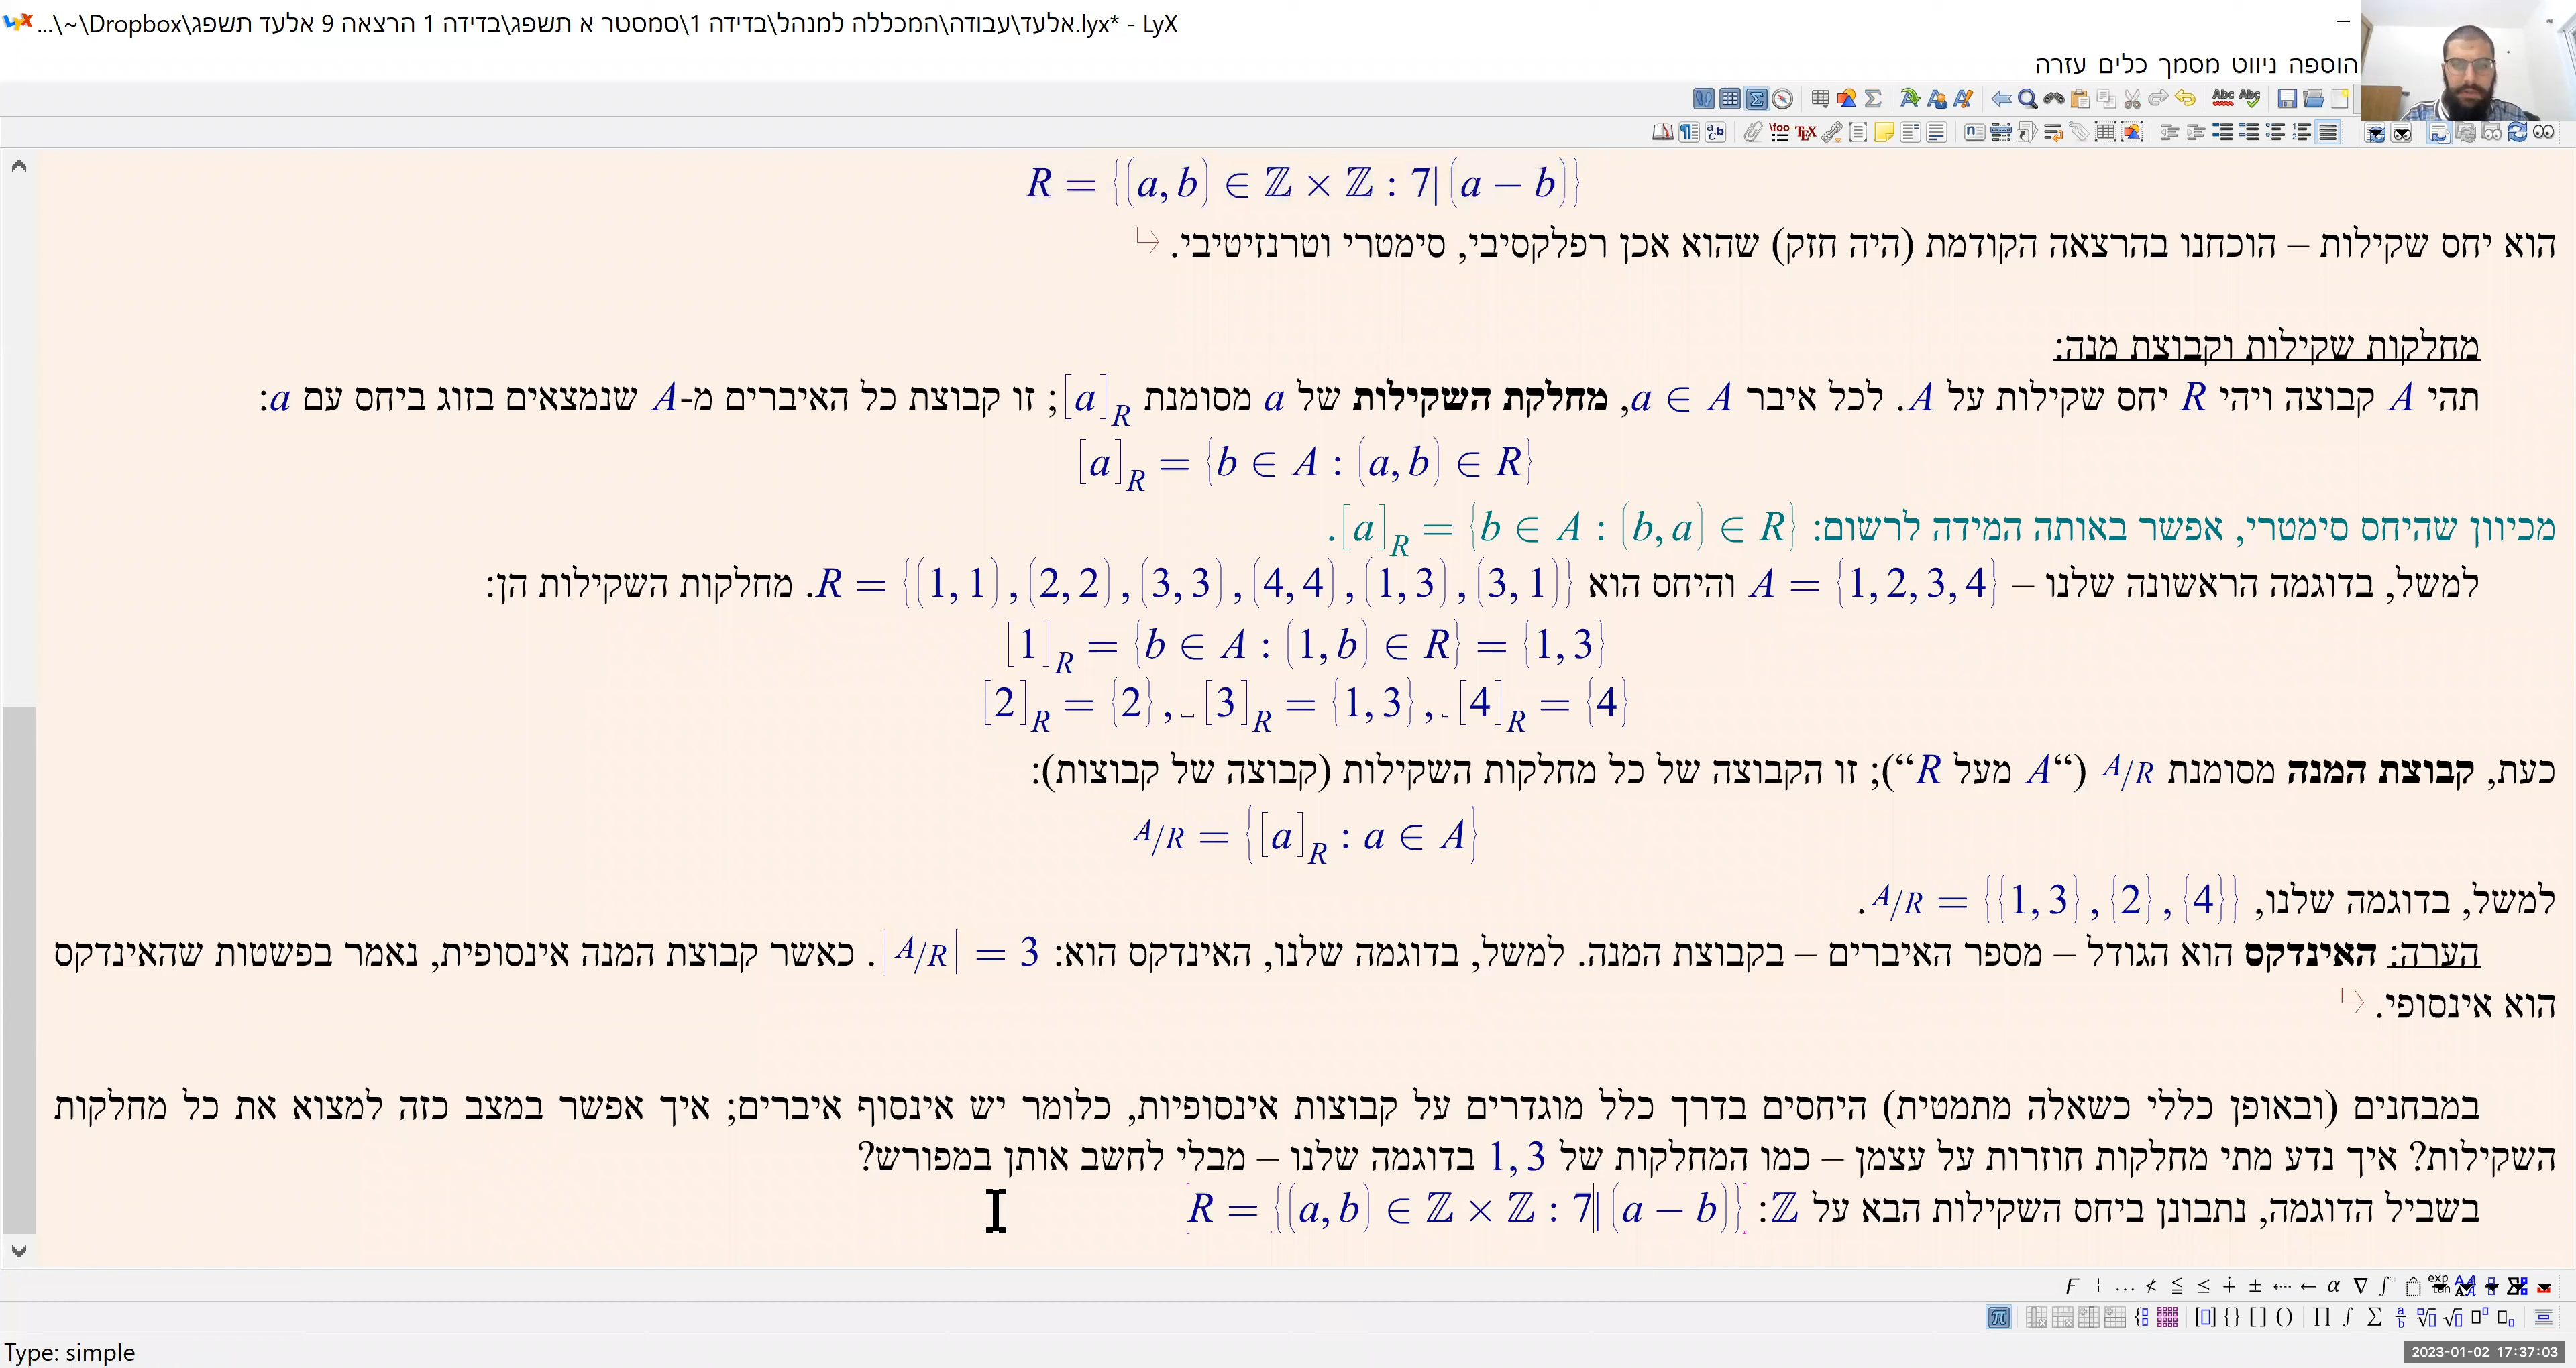 ...\~\Dropbox\אלעד\עבודה\המכללה למנהל\בדידה 1\סמסטר א תשפג\בדידה 1 הרצאה 9 אלעד תשפג.lyx* - LyX
הוספה ניווט מסמך כלים עזרה
R = {(a, b) ∈ ℤ × ℤ : 7| (a − b)}
הוא יחס שקילות – הוכחנו בהרצאה הקודמת (היה חזק) שהוא אכן רפלקסיבי, סימטרי וטרנזיטיבי.
מחלקות שקילות וקבוצת מנה:
תהי A קבוצה ויהי R יחס שקילות על A. לכל איבר a ∈ A, מחלקת השקילות של a מסומנת [a]_R; זו קבוצת כל האיברים מ-A שנמצאים בזוג ביחס עם a:
[a]_R = {b ∈ A : (a, b) ∈ R}
מכיוון שהיחס סימטרי, אפשר באותה המידה לרשום: [a]_R = {b ∈ A : (b, a) ∈ R}.
למשל, בדוגמה הראשונה שלנו – A = {1, 2, 3, 4} והיחס הוא R = {(1, 1), (2, 2), (3, 3), (4, 4), (1, 3), (3, 1)}. מחלקות השקילות הן:
[1]_R = {b ∈ A : (1, b) ∈ R} = {1, 3}
[2]_R = {2}, [3]_R = {1, 3}, [4]_R = {4}
כעת, קבוצת המנה מסומנת A/R (“A מעל R“); זו הקבוצה של כל מחלקות השקילות (קבוצה של קבוצות):
A/R = {[a]_R : a ∈ A}
למשל, בדוגמה שלנו, A/R = {{1, 3}, {2}, {4}}.
הערה: האינדקס הוא הגודל – מספר האיברים – בקבוצת המנה. למשל, בדוגמה שלנו, האינדקס הוא: |A/R| = 3. כאשר קבוצת המנה אינסופית, נאמר בפשטות שהאינדקס
הוא אינסופי.
במבחנים (ובאופן כללי כשאלה מתמטית) היחסים בדרך כלל מוגדרים על קבוצות אינסופיות, כלומר יש אינסוף איברים; איך אפשר במצב כזה למצוא את כל מחלקות
השקילות? איך נדע מתי מחלקות חוזרות על עצמן – כמו המחלקות של 1, 3 בדוגמה שלנו – מבלי לחשב אותן במפורש?
בשביל הדוגמה, נתבונן ביחס השקילות הבא על ℤ: R = {(a, b) ∈ ℤ × ℤ : 7| (a − b)}
Type: simple
2023-01-02 17:37:03